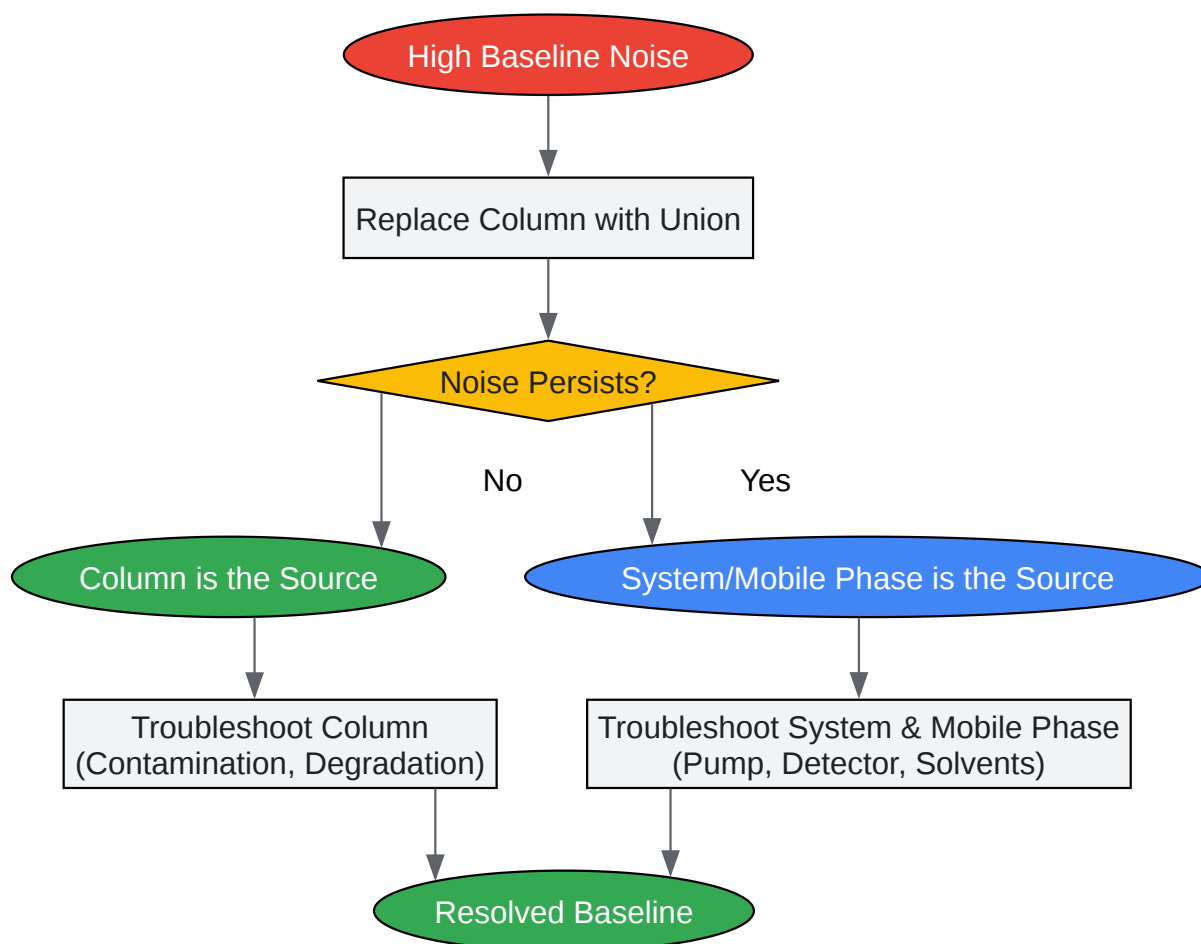 High Baseline Noise
Replace Column with Union
Noise Persists?
No
Yes
Column is the Source
System/Mobile Phase is the Source
Troubleshoot Column
(Contamination, Degradation)
Troubleshoot System & Mobile Phase
(Pump, Detector, Solvents)
Resolved Baseline